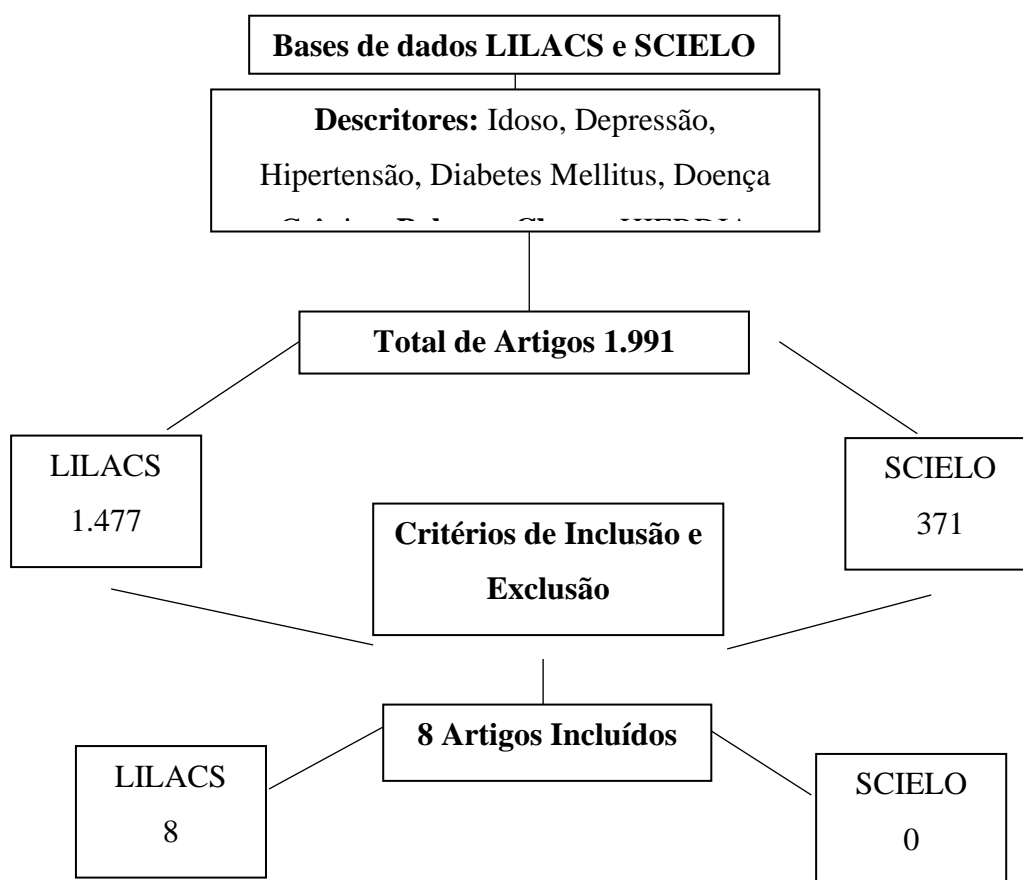 Bases de dados LILACS e SCIELO
Descritores: Idoso, Depressão,
Hipertensão, Diabetes Mellitus, Doença
Total de Artigos 1.991
LILACS
1.477
SCIELO
371
Critérios de Inclusão e
Exclusão
8 Artigos Incluídos
LILACS
8
SCIELO
0